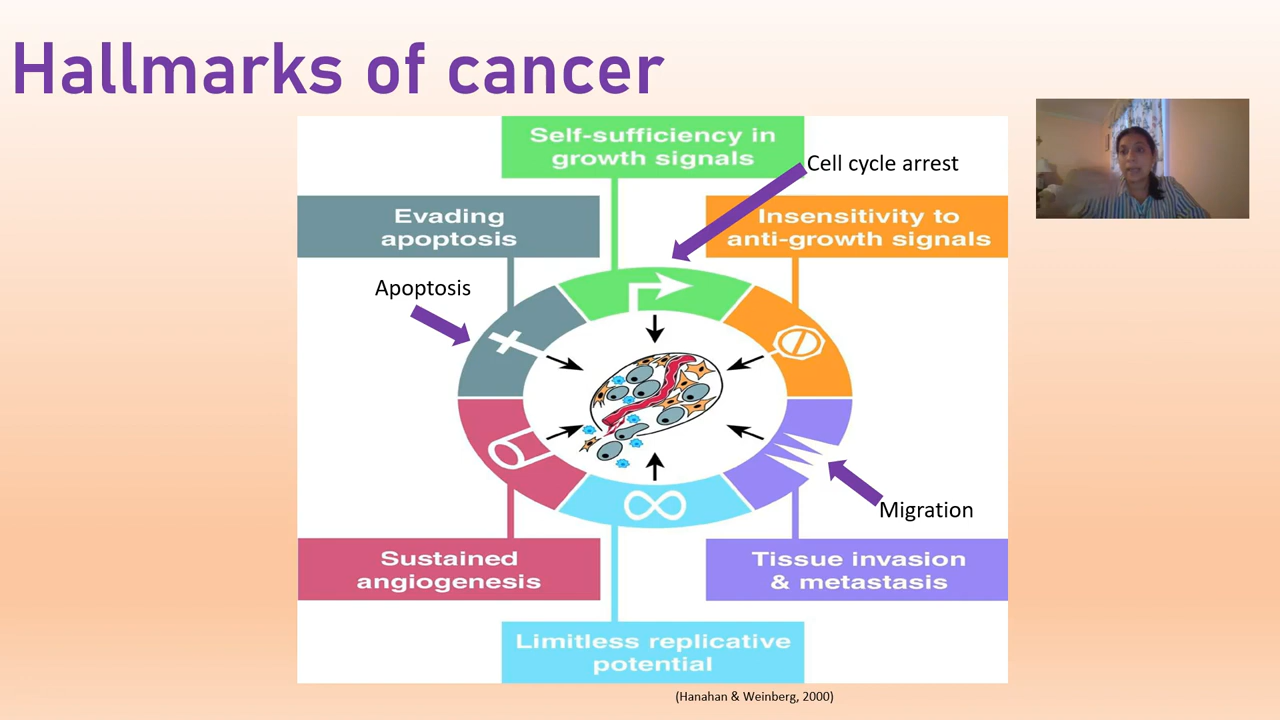 Hallmarks of cancer
Self-sufficiency in
growth signals
Cell cycle arrest
Evading
apoptosis
Insensitivity to
anti-growth signals
Apoptosis
Migration
Sustained
angiogenesis
Tissue invasion
& metastasis
Limitless replicative
potential
(Hanahan & Weinberg, 2000)